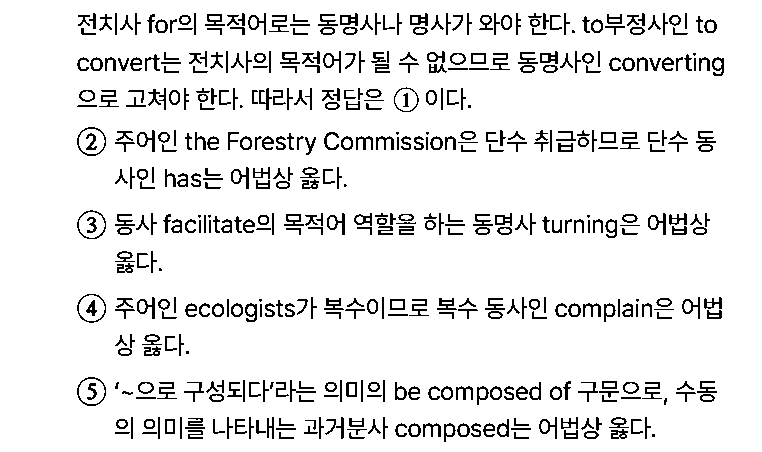 전치사 for의 목적어로는 동명사나 명사가 와야 한다. to부정사인 to
convert는 전치사의 목적어가 될 수 없으므로 동명사인 converting
으로 고쳐야 한다. 따라서 정답은 ①이다.
② 주어인 the Forestry Commission은 단수 취급하므로 단수 동
사인 has는 어법상 옳다.
③ 동사 facilitate의 목적어 역할을 하는 동명사 turning은 어법상
옳다.
④ 주어인 ecologists가 복수이므로 복수 동사인 complain은 어법
상 옳다.
⑤ ‘~으로 구성되다’라는 의미의 be composed of 구문으로, 수동
의 의미를 나타내는 과거분사 composed는 어법상 옳다.